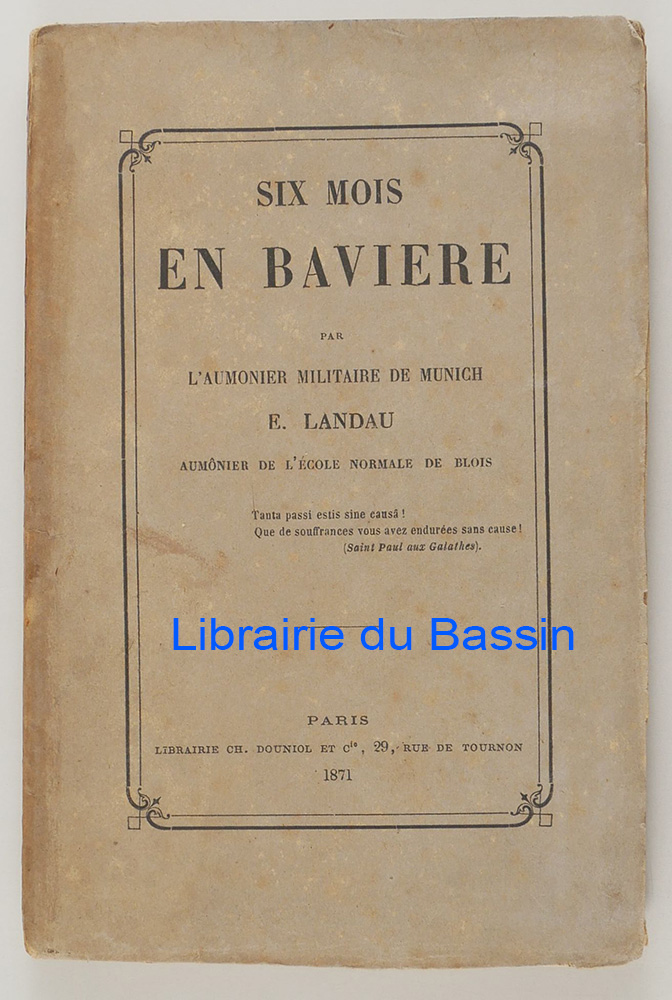 SIX MOIS
EN BAVIERE
PAR
L'AUMONIER MILITAIRE DE MUNICH
E. LANDAU
AUMÔNIER DE L'ÉCOLE NORMALE DE BLOIS
Tanta passi estis sine causâ !
Que de souffrances vous avez endurées sans cause !
(Saint Paul aux Galathes).
Librairie du Bassin
PARIS
LIBRAIRIE CH. DOUNIOL ET Cie, 29, RUE DE TOURNON
1871